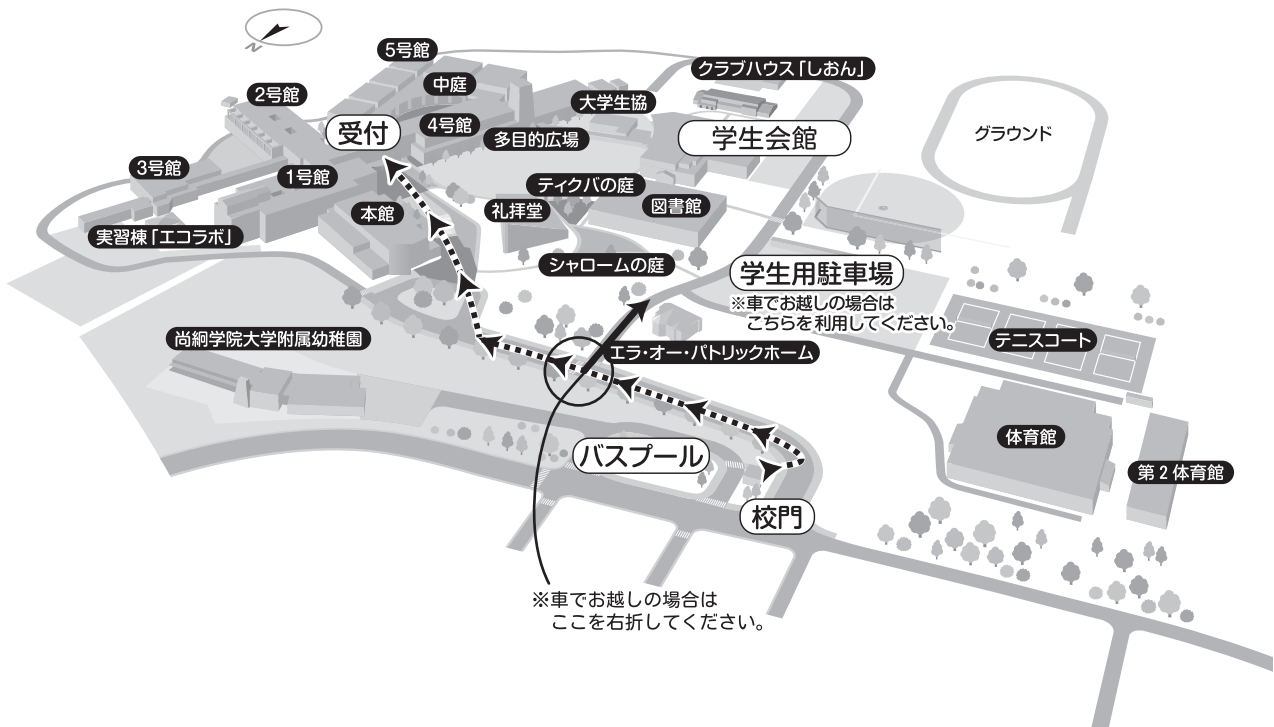 N
5号館
クラブハウス「しおん」
中庭
2号館
大学生協
受付
4号館
学生会館
グラウンド
多目的広場
3号館
1号館
ティクバの庭
図書館
本館
礼拝堂
実習棟「エコラボ」
シャロームの庭
学生用駐車場
※車でお越しの場合は
こちらを利用してください。
尚絅学院大学附属幼稚園
エラ・オー・パトリックホーム
テニスコート
体育館
バスプール
第2体育館
校門
※車でお越しの場合は
ここを右折してください。